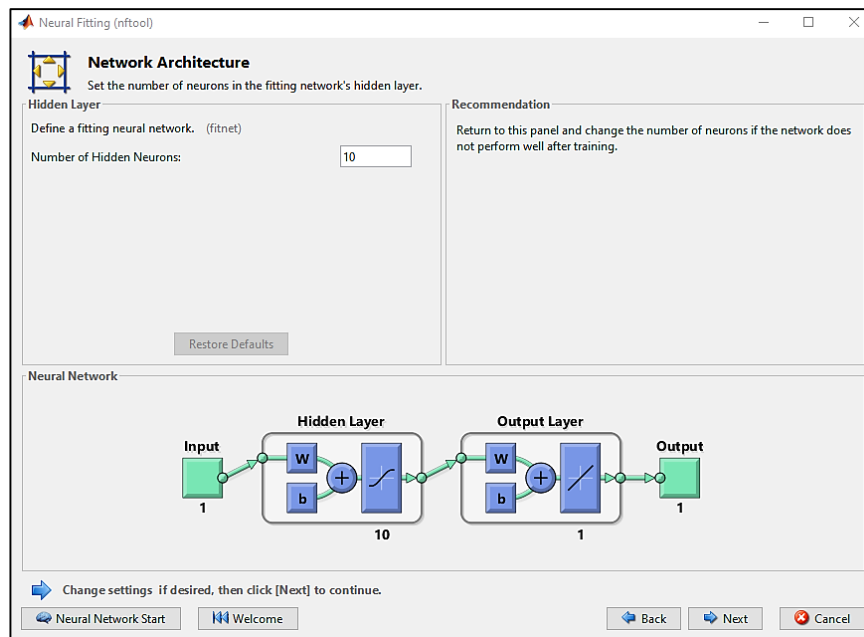 Neural Fitting (nftool)
Network Architecture
Set the number of neurons in the fitting network's hidden layer.
Hidden Layer
Define a fitting neural network. (fitnet)
Number of Hidden Neurons:
10
Restore Defaults
Recommendation
Return to this panel and change the number of neurons if the network does
not perform well after training.
Neural Network
Hidden Layer
Output Layer
Input
W
b
+
W
b
+
Output
1
10
1
1
Change settings if desired, then click [Next] to continue.
Neural Network Start
Welcome
Back
Next
Cancel